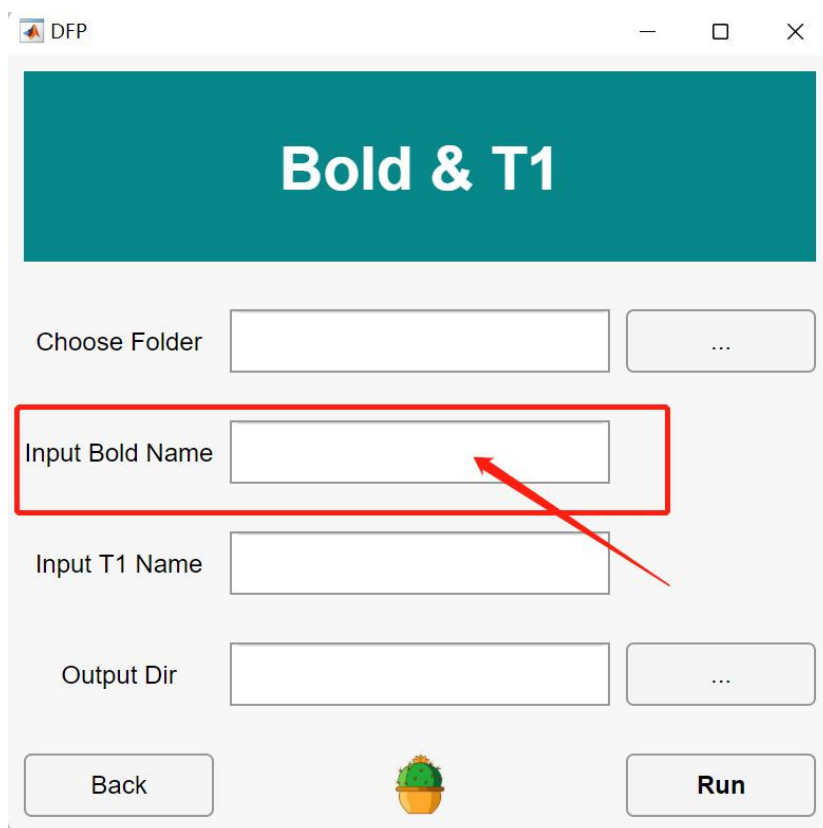 DFP
Bold & T1
Choose Folder
...
Input Bold Name
Input T1 Name
Output Dir
...
Back
Run